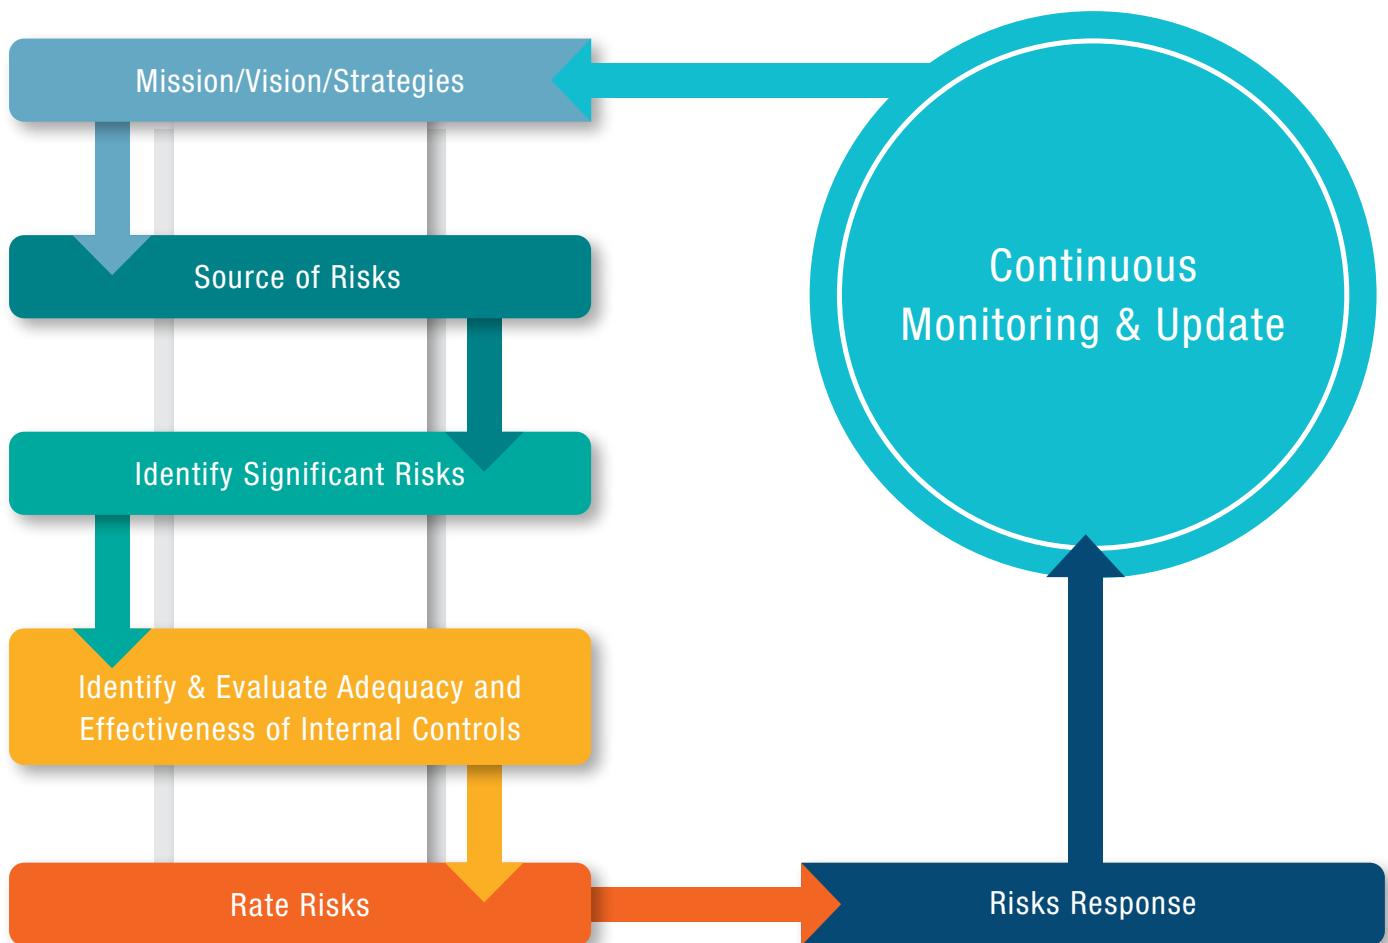 Mission/Vision/Strategies
Source of Risks
Identify Significant Risks
Identify & Evaluate Adequacy and
Effectiveness of Internal Controls
Rate Risks
Risks Response
Continuous
Monitoring & Update